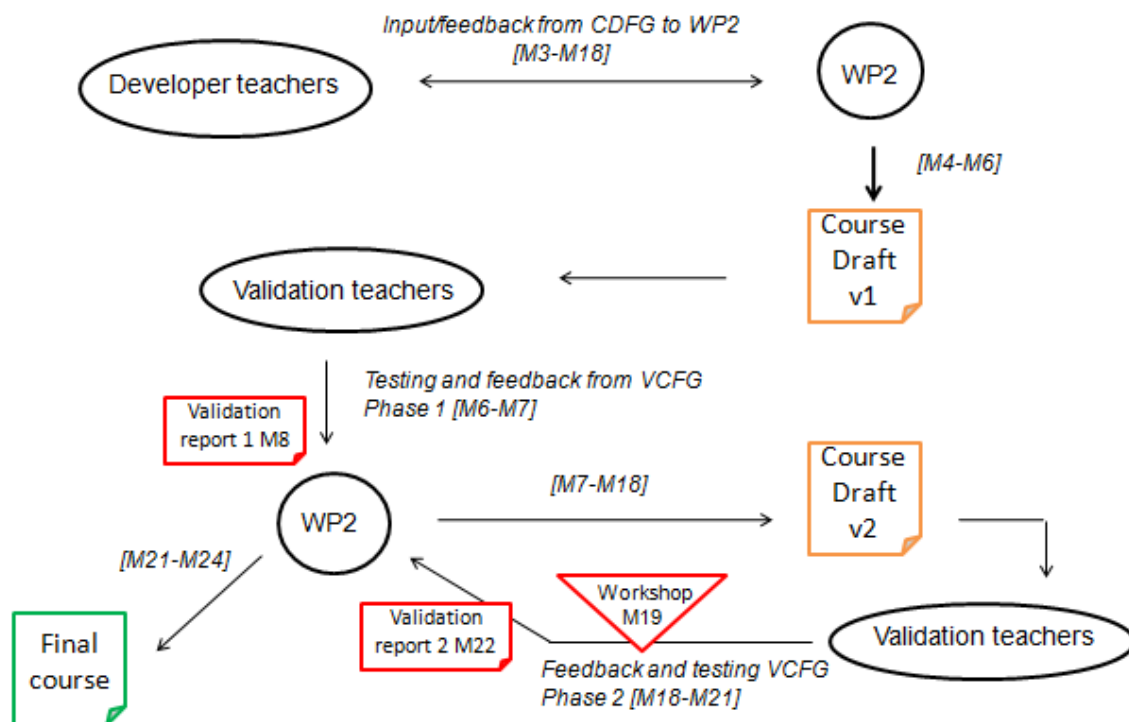 Input/feedback from CDFG to WP2
[M3-M18]
Developer teachers
WP2
[M4-M6]
Course
Draft
v1
Validation teachers
Testing and feedback from VCFG
Phase 1 [M6-M7]
Validation
report 1 M8
WP2
[M7-M18]
Course
Draft
v2
[M21-M24]
Workshop
M19
Validation
report 2 M22
Validation teachers
Final
course
Feedback and testing VCFG
Phase 2 [M18-M21]